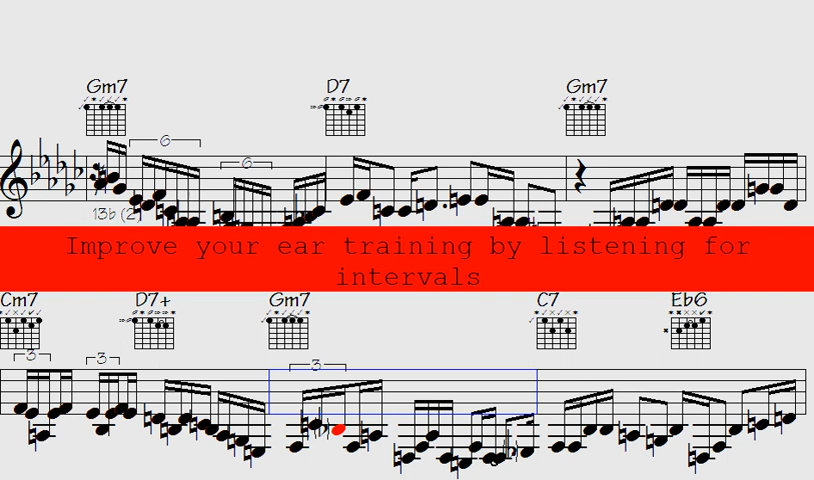 Gm7 D7 Gm7
6
6
13b (2)
Improve your ear training by listening for
intervals
Cm7 D7+ Gm7 C7 Eb6
3 3 3